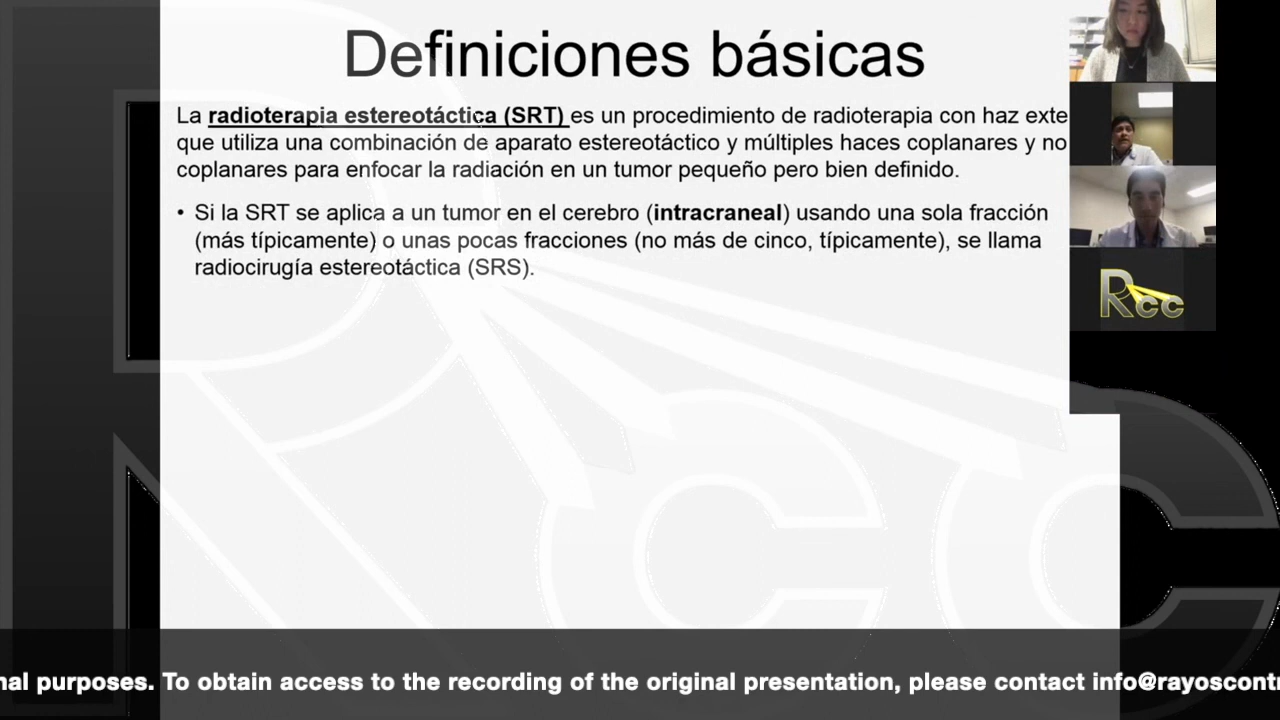 Definiciones básicas
La radioterapia estereotáctica (SRT) es un procedimiento de radioterapia con haz exte
que utiliza una combinación de aparato estereotáctico y múltiples haces coplanares y no
coplanares para enfocar la radiación en un tumor pequeño pero bien definido.
• Si la SRT se aplica a un tumor en el cerebro (intracraneal) usando una sola fracción
(más típicamente) o unas pocas fracciones (no más de cinco, típicamente), se llama
radiocirugía estereotáctica (SRS).
Rcc
Rcc
nal purposes. To obtain access to the recording of the original presentation, please contact info@rayoscontr